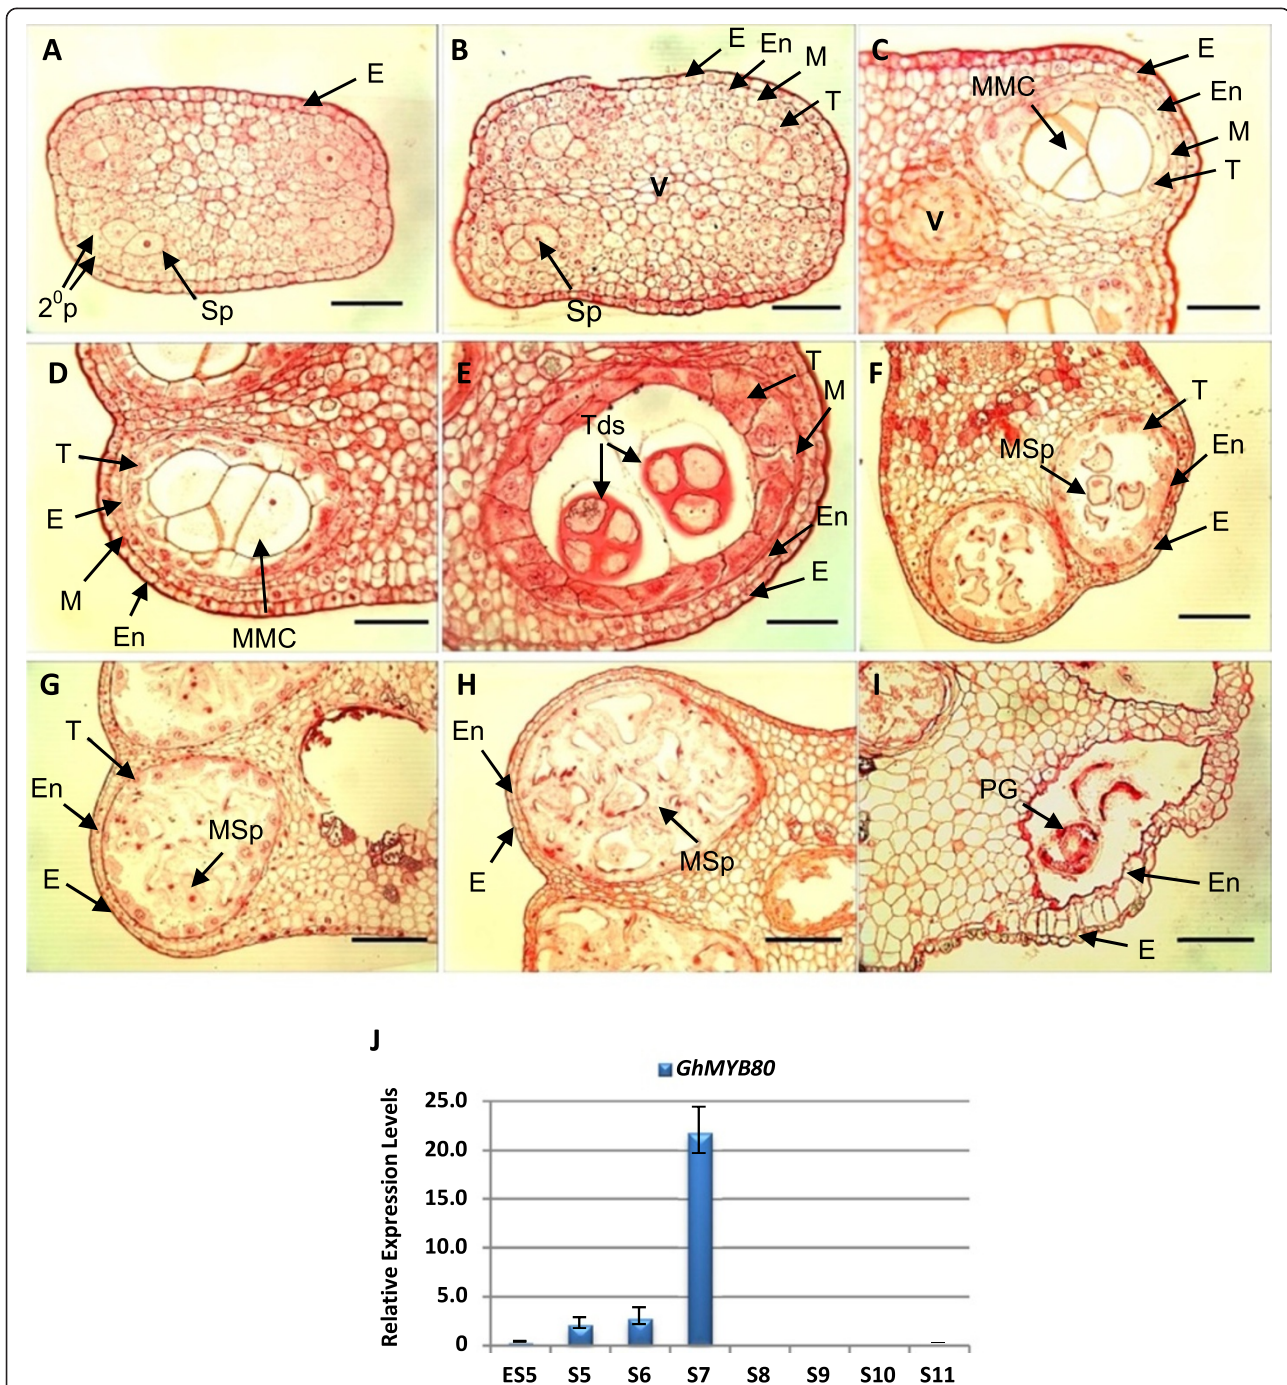 A
E
2⁰p
Sp
B
E
En
M
T
V
Sp
C
MMC
E
En
M
T
V
D
T
E
M
En
MMC
E
Tds
T
M
En
E
F
T
MSp
En
E
G
T
En
MSp
E
H
En
E
MSp
I
PG
En
E
J
GhMYB80
Relative Expression Levels
25.0
20.0
15.0
10.0
5.0
0
ES5 S5 S6 S7 S8 S9 S10 S11